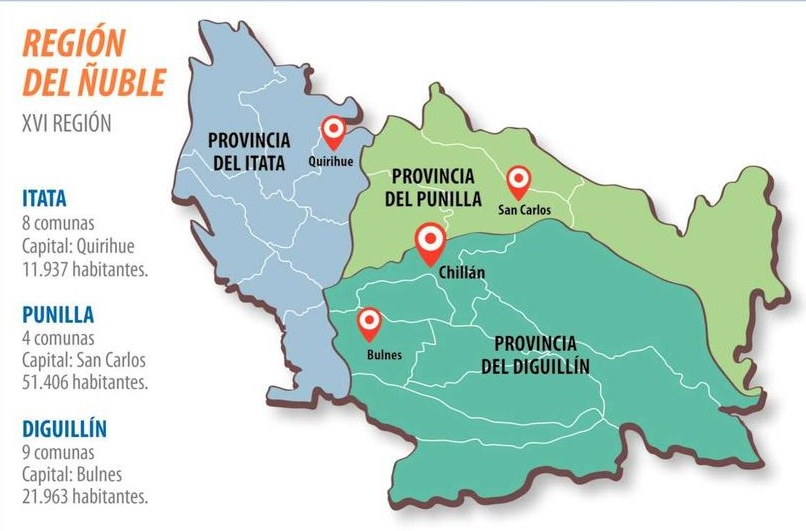 REGIÓN
DEL ÑUBLE
XVI REGIÓN
ITATA
8 comunas
Capital: Quirihue
11.937 habitantes.
PUNILLA
4 comunas
Capital: San Carlos
51.406 habitantes.
DIGUILLÍN
9 comunas
Capital: Bulnes
21.963 habitantes.
PROVINCIA
DEL ITATA
Quirihue
PROVINCIA
DEL PUNILLA
San Carlos
Chillán
Bulnes
PROVINCIA
DEL DIGUILLÍN